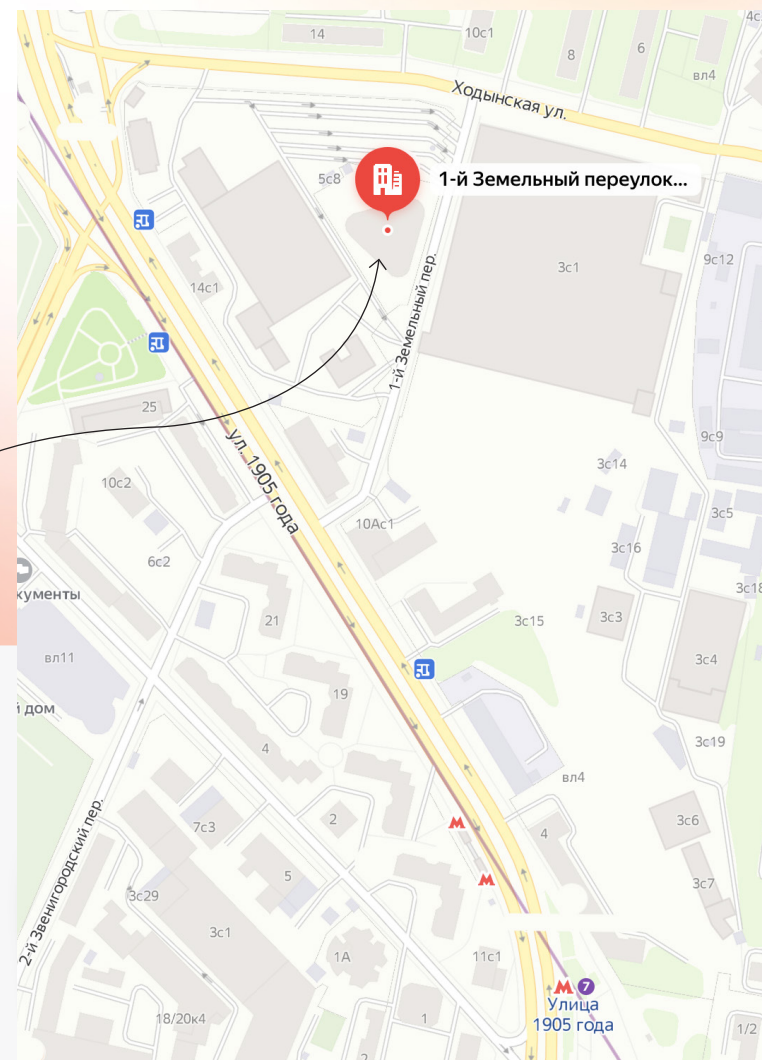 14
10с1
4с
8
6
вл4
Ходынская ул.
5с8
1-й Земельный переулок...
3с1
9с12
14с1
1-й Земельный пер.
25
ул. 1905 года
9с9
10с2
3с14
3с5
10Ас1
6с2
3с16
кументы
3с18
21
3с15
3с3
вл11
3с4
19
й дом
4
3с19
вл4
2
3с6
7с3
4
5
3с7
2-й Звенигородский пер.
3с29
3с1
1А
11с1
М 7
Улица
1905 года
18/20к4
1
1/2
2